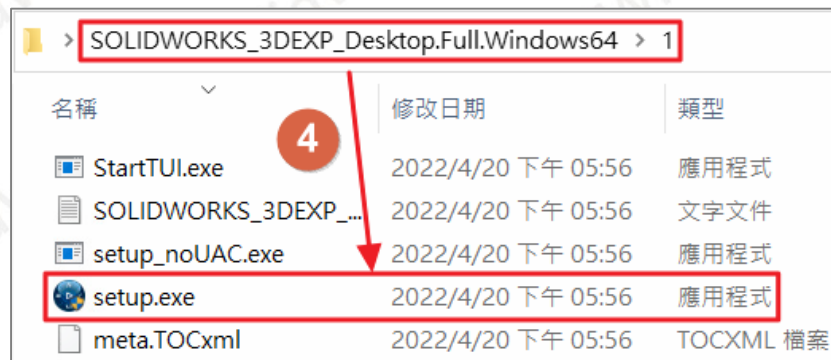 > SOLIDWORKS_3DEXP_Desktop.Full.Windows64 > 1
名稱 修改日期 類型
4
StartTUI.exe 2022/4/20 下午 05:56 應用程式
SOLIDWORKS_3DEXP_... 2022/4/20 下午 05:56 文字文件
setup_noUAC.exe 2022/4/20 下午 05:56 應用程式
setup.exe 2022/4/20 下午 05:56 應用程式
meta.TOCxml 2022/4/20 下午 05:56 TOCXML 檔案